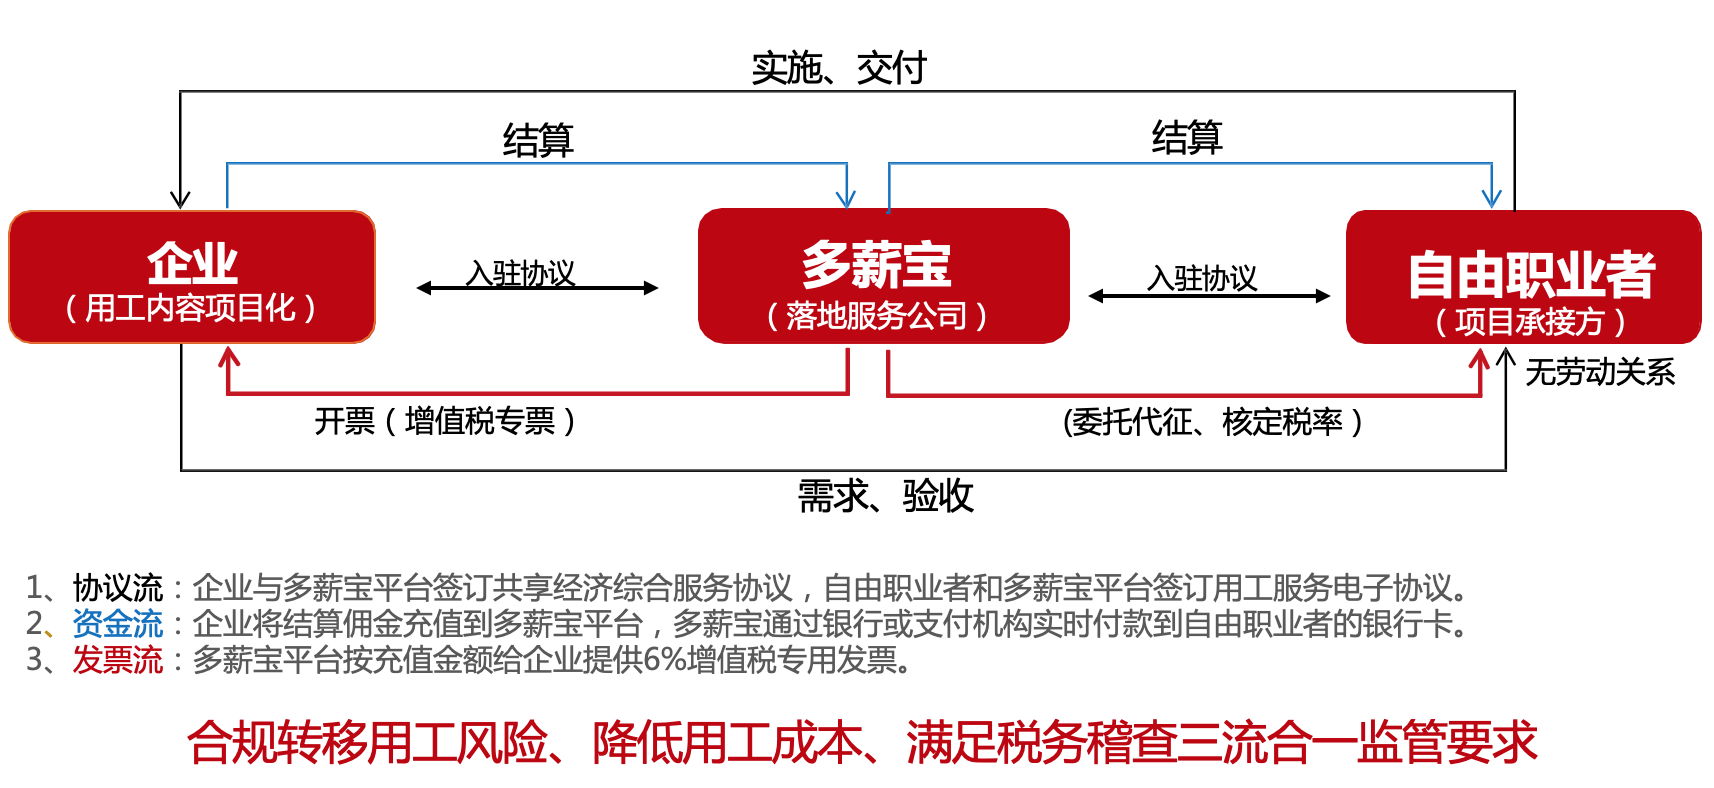 实施、交付
结算
结算
企业
（用工内容项目化）
入驻协议
多薪宝
（落地服务公司）
入驻协议
自由职业者
（项目承接方）
无劳动关系
开票（增值税专票）
(委托代征、核定税率）
需求、验收
1、协议流：企业与多薪宝平台签订共享经济综合服务协议，自由职业者和多薪宝平台签订用工服务电子协议。
2、资金流：企业将结算佣金充值到多薪宝平台，多薪宝通过银行或支付机构实时付款到自由职业者的银行卡。
3、发票流：多薪宝平台按充值金额给企业提供6%增值税专用发票。
合规转移用工风险、降低用工成本、满足税务稽查三流合一监管要求